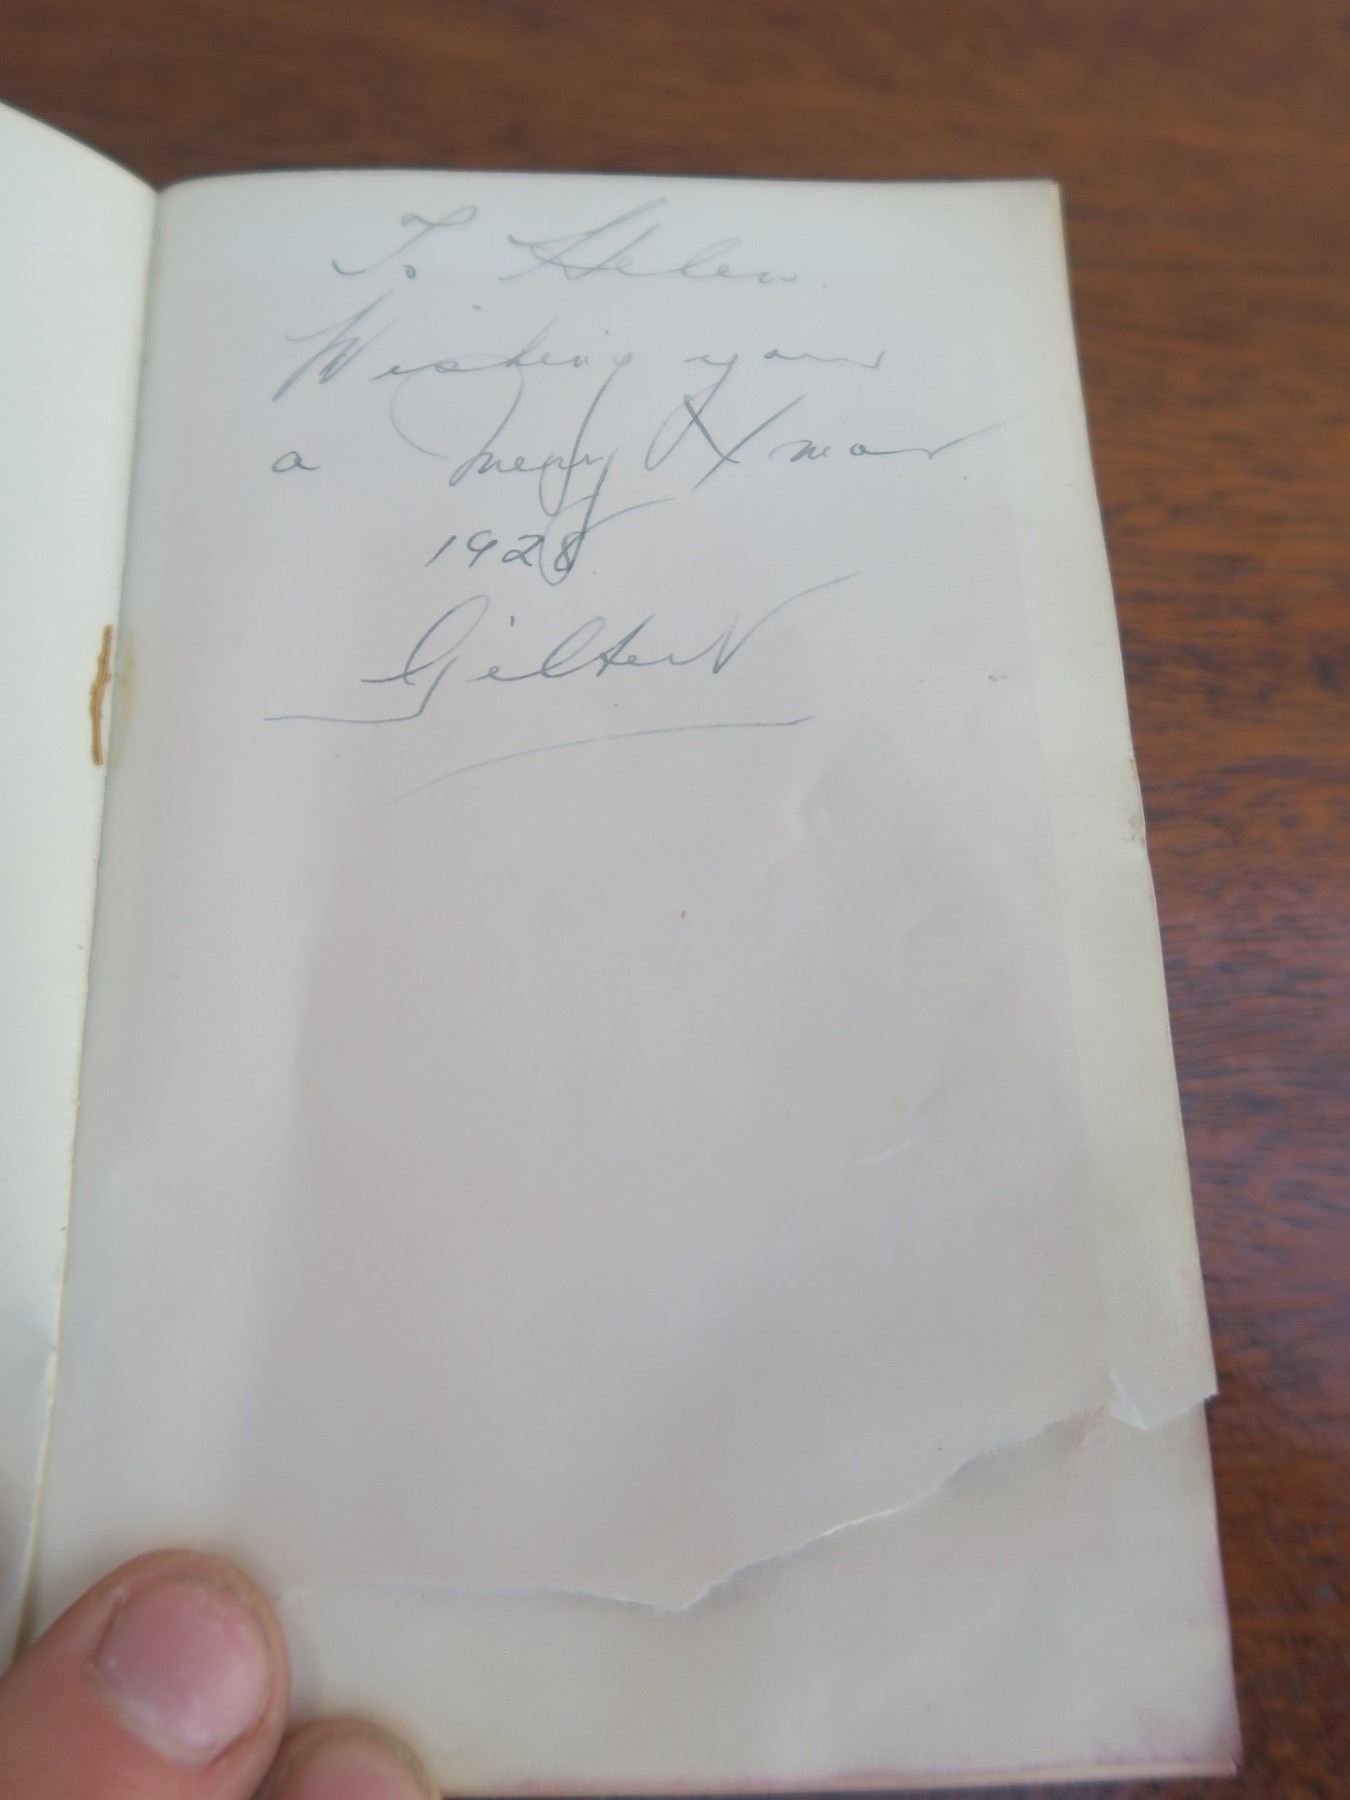 To Helen.
Wishing you
a Merry Xmas
1928.
Gilbert